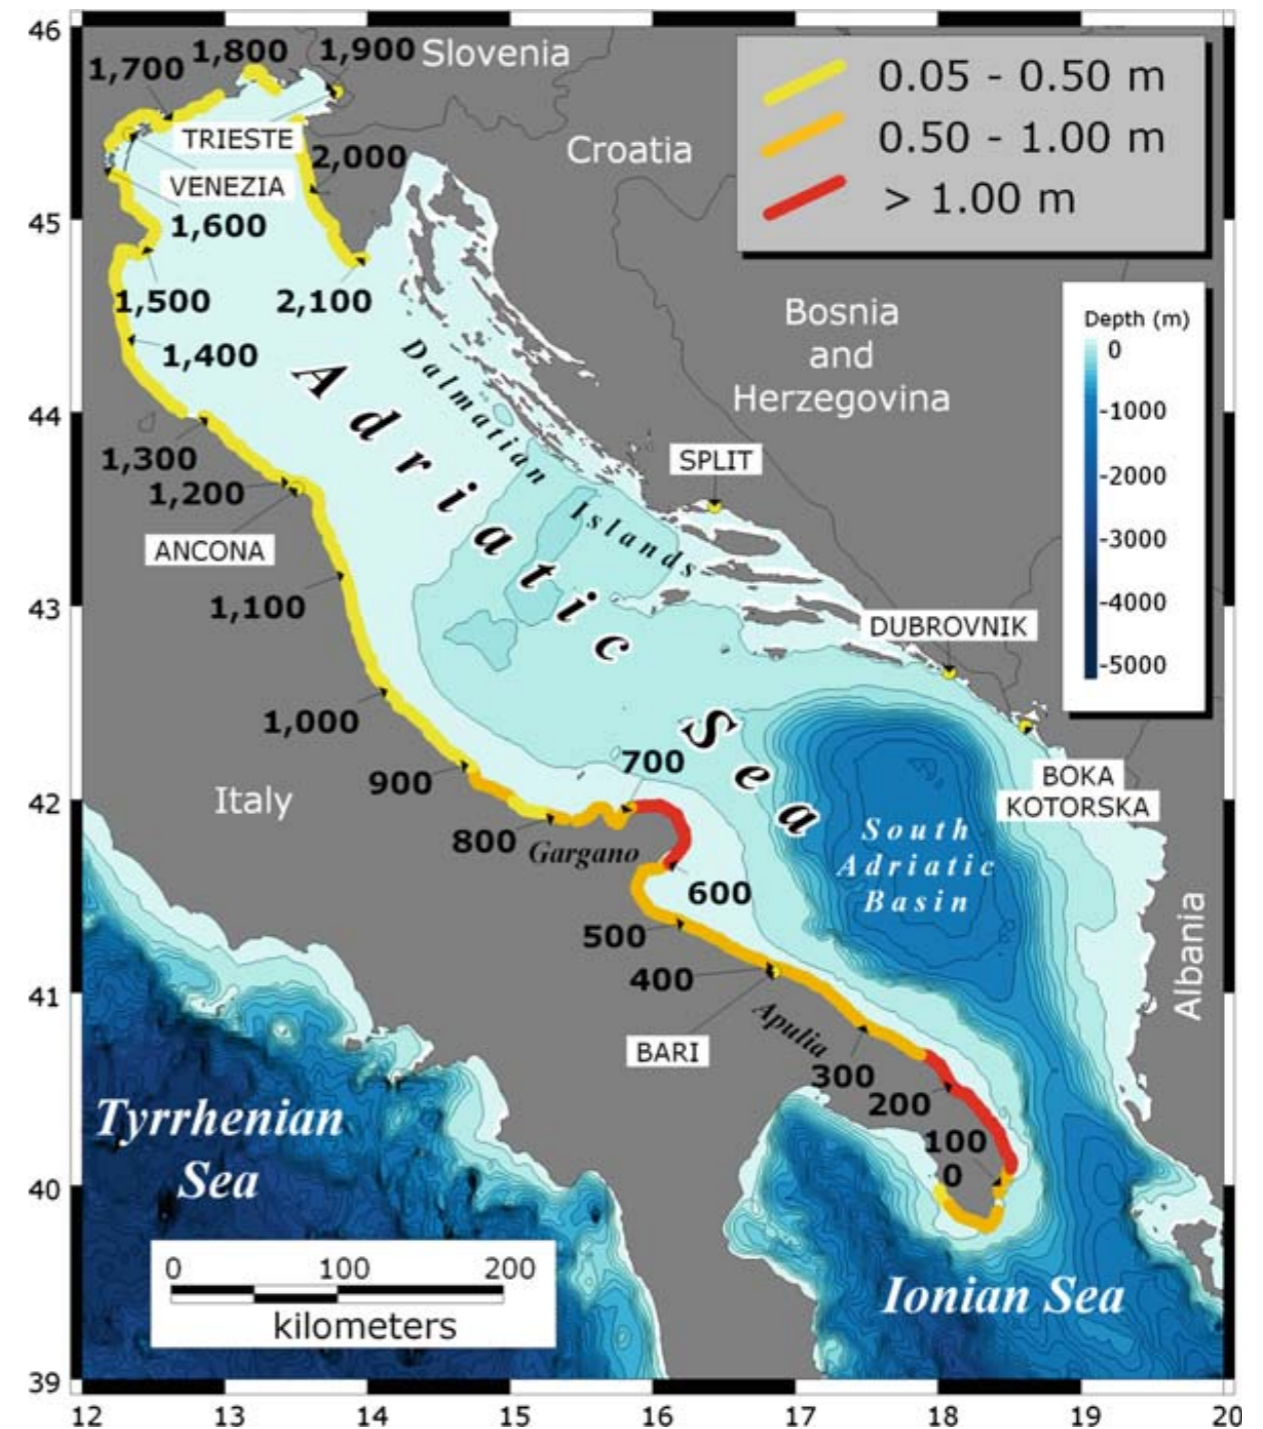 46
45
44
43
42
41
40
39
12
13
14
15
16
17
18
19
20
0.05 - 0.50 m
0.50 - 1.00 m
> 1.00 m
Depth (m)
0
-1000
-2000
-3000
-4000
-5000
1,700
1,800
1,900
Slovenia
TRIESTE
2,000
Croatia
VENEZIA
1,600
1,500
2,100
Bosnia
and
Herzegovina
1,400
Adriatic
Sea
Dalmatian
Islands
1,300
1,200
SPLIT
ANCONA
1,100
DUBROVNIK
1,000
700
900
BOKA
KOTORSKA
Italy
800
Gargano
South
Adriatic
Basin
600
500
400
Albania
Apulia
BARI
300
200
100
0
Tyrrhenian
Sea
Ionian Sea
0
100
200
kilometers